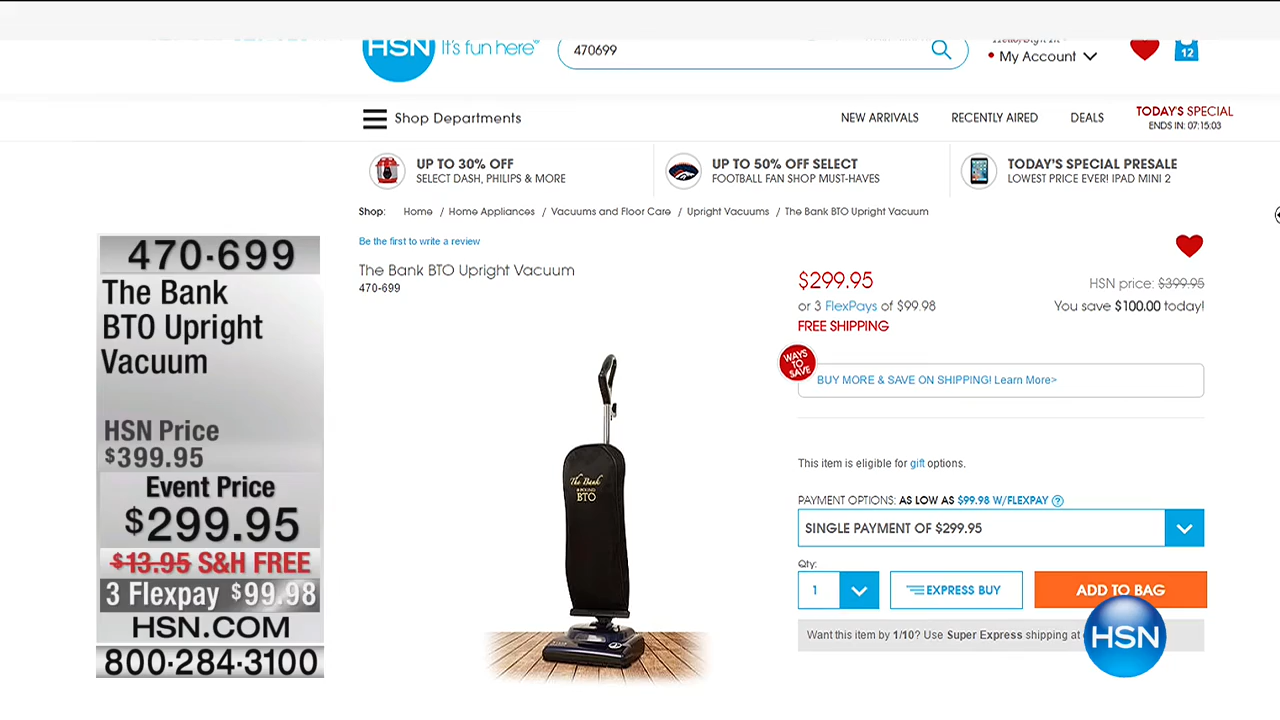 HSN It's fun here
470699
My Account
12
Shop Departments
NEW ARRIVALS
RECENTLY AIRED
DEALS
TODAY'S SPECIAL
ENDS IN: 07:15:03
UP TO 30% OFF
SELECT DASH, PHILIPS & MORE
UP TO 50% OFF SELECT
FOOTBALL FAN SHOP MUST-HAVES
TODAY'S SPECIAL PRESALE
LOWEST PRICE EVER! IPAD MINI 2
Shop: Home / Home Appliances / Vacuums and Floor Care / Upright Vacuums / The Bank BTO Upright Vacuum
Be the first to write a review
The Bank BTO Upright Vacuum
470-699
$299.95
HSN price: $399.95
or 3 FlexPays of $99.98
You save $100.00 today!
FREE SHIPPING
WAYS
TO
SAVE
BUY MORE & SAVE ON SHIPPING! Learn More>
This item is eligible for gift options.
PAYMENT OPTIONS: AS LOW AS $99.98 W/FLEXPAY ?
SINGLE PAYMENT OF $299.95
Qty:
1
EXPRESS BUY
ADD TO BAG
Want this item by 1/10? Use Super Express shipping at
HSN
The Bank
BTO
470-699
The Bank
BTO Upright
Vacuum
HSN Price
$399.95
Event Price
$299.95
$13.95 S&H FREE
3 Flexpay $99.98
HSN.COM
800-284-3100